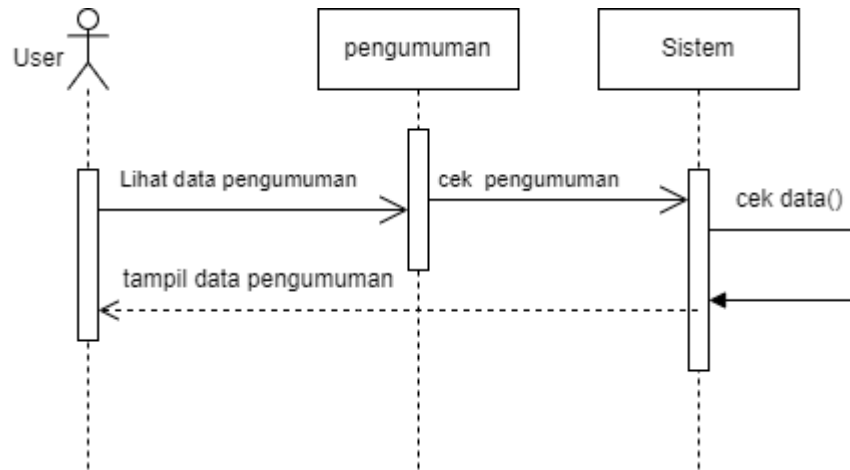 User
pengumuman
Sistem
Lihat data pengumuman
cek pengumuman
cek data()
tampil data pengumuman